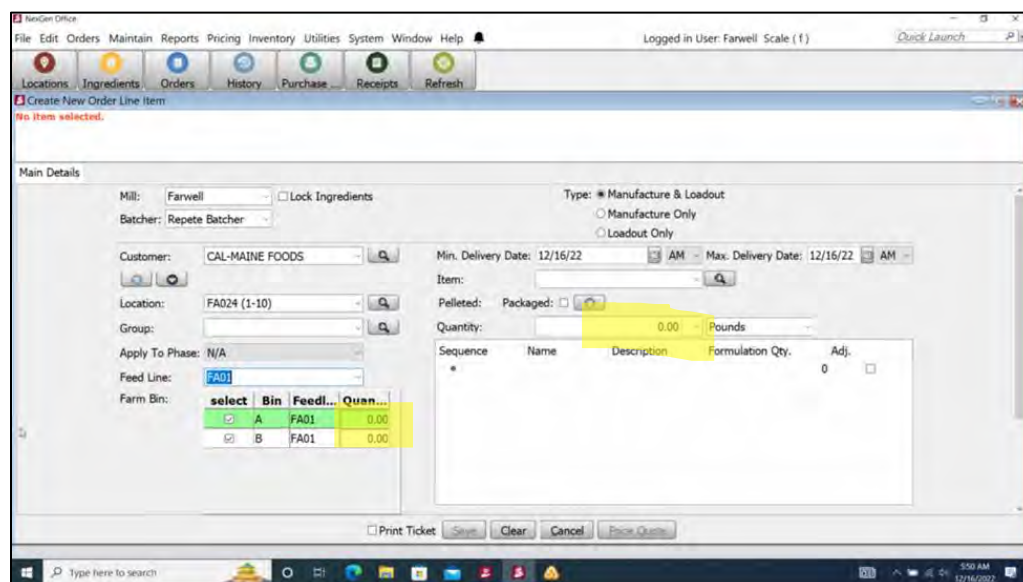 NexGen Office
File Edit Orders Maintain Reports Pricing Inventory Utilities System Window Help
Logged in User: Farwell Scale ( f )
Quick Launch
Locations Ingredients Orders History Purchase ... Receipts Refresh
Create New Order Line Item
No item selected.
Main Details
Mill: Farwell Lock Ingredients
Type: Manufacture & Loadout
Batcher: Repete Batcher
Manufacture Only
Loadout Only
Customer: CAL-MAINE FOODS
Min. Delivery Date: 12/16/22 AM Max. Delivery Date: 12/16/22 AM
Item:
Location: FA024 (1-10)
Pelleted: Packaged:
Group:
Quantity: 0.00 Pounds
Apply To Phase: N/A
Sequence Name Description Formulation Qty. Adj.
* 0
Feed Line: FA01
Farm Bin:
select Bin Feedl... Quan...
A FA01 0.00
B FA01 0.00
Print Ticket Save Clear Cancel Price Quote
Type here to search
5:50 AM
12/16/2022